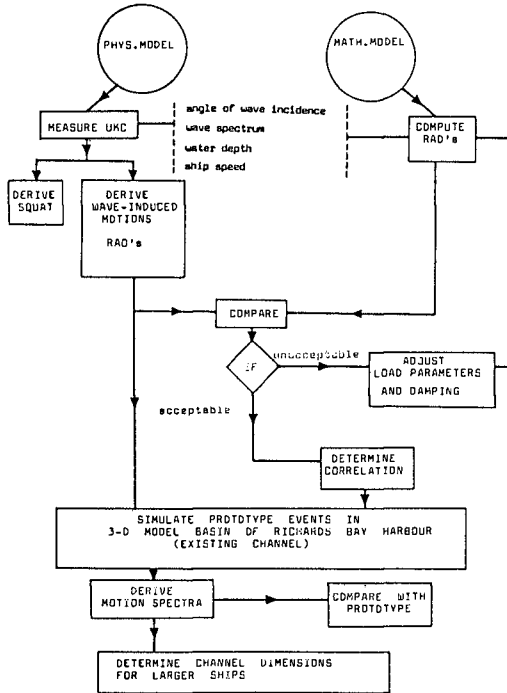 PHYS.MODEL
MATH.MODEL
angle of wave incidence
wave spectrum
water depth
ship speed
MEASURE UKC
COMPUTE
RAO's
DERIVE
SQUAT
DERIVE
WAVE-INDUCED
MOTIONS
RAO's
COMPARE
IF
unacceptable
ADJUST
LOAD PARAMETERS
AND DAMPING
acceptable
DETERMINE
CORRELATION
SIMULATE PROTOTYPE EVENTS IN
3-D MODEL BASIN OF RICHARDS BAY HARBOUR
(EXISTING CHANNEL)
DERIVE
MOTION SPECTRA
COMPARE WITH
PROTOTYPE
DETERMINE CHANNEL DIMENSIONS
FOR LARGER SHIPS